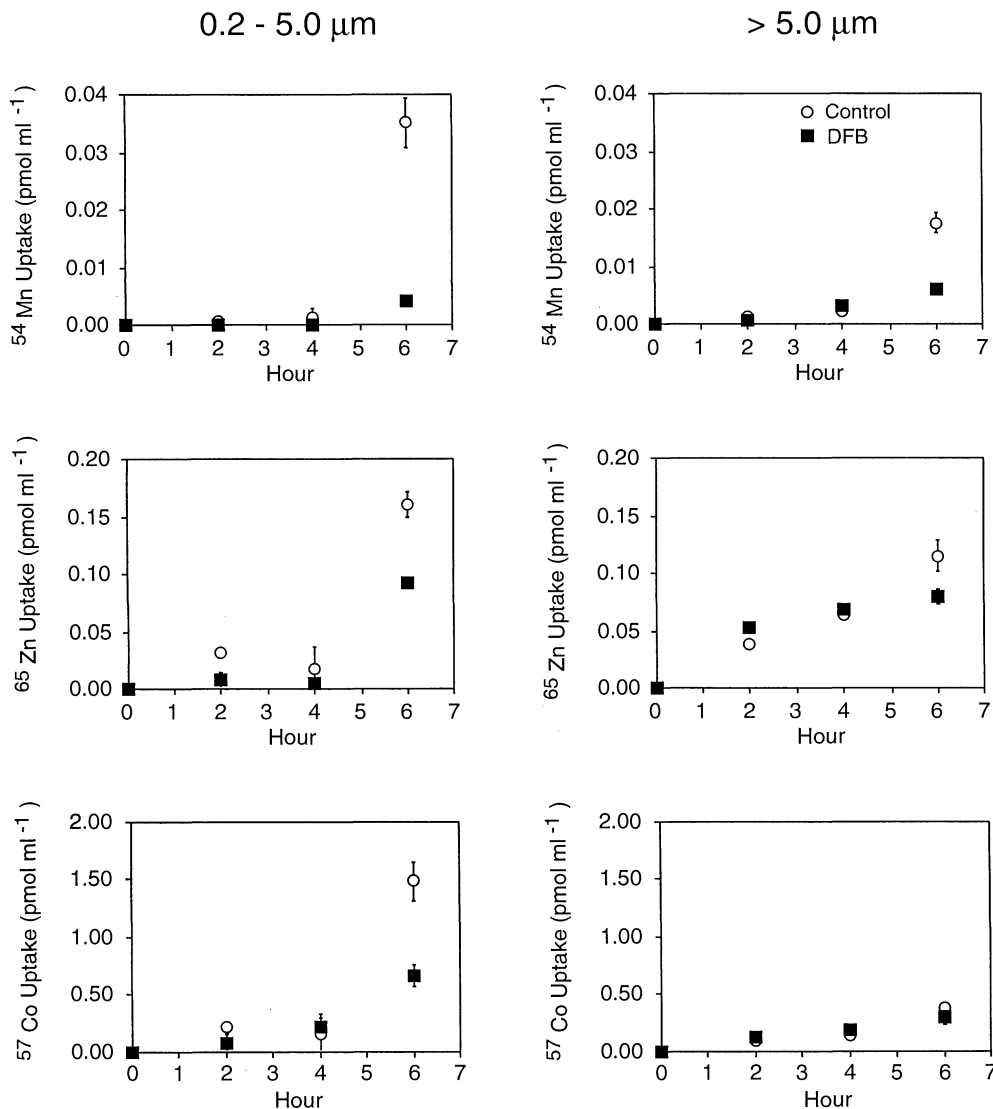 0.2 - 5.0 μm
> 5.0 μm
54 Mn Uptake (pmol ml -1)
0.04
0.03
0.02
0.01
0.00
0 1 2 3 4 5 6 7
Hour
54 Mn Uptake (pmol ml -1)
0.04
0.03
0.02
0.01
0.00
Control
DFB
0 1 2 3 4 5 6 7
Hour
65 Zn Uptake (pmol ml -1)
0.20
0.15
0.10
0.05
0.00
0 1 2 3 4 5 6 7
Hour
65 Zn Uptake (pmol ml -1)
0.20
0.15
0.10
0.05
0.00
0 1 2 3 4 5 6 7
Hour
57 Co Uptake (pmol ml -1)
2.00
1.50
1.00
0.50
0.00
0 1 2 3 4 5 6 7
Hour
57 Co Uptake (pmol ml -1)
2.00
1.50
1.00
0.50
0.00
0 1 2 3 4 5 6 7
Hour